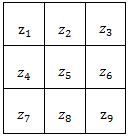 z₁ z₂ z₃
z₄ z₅ z₆
z₇ z₈ z₉